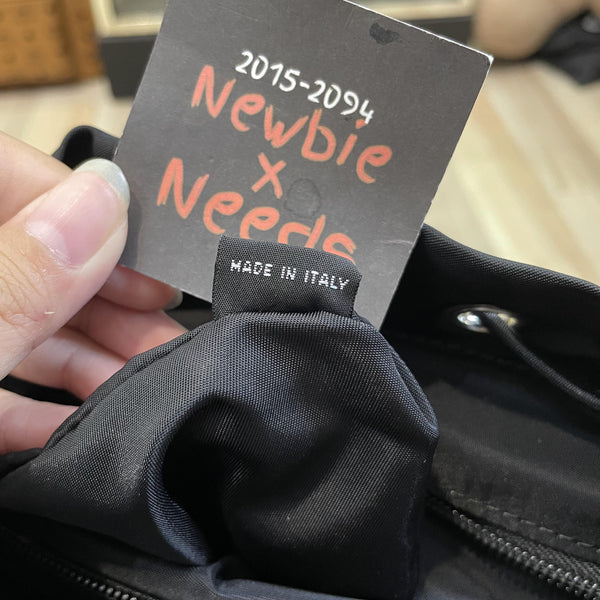 2015-2094
Newbie
x
Needs
MADE IN ITALY